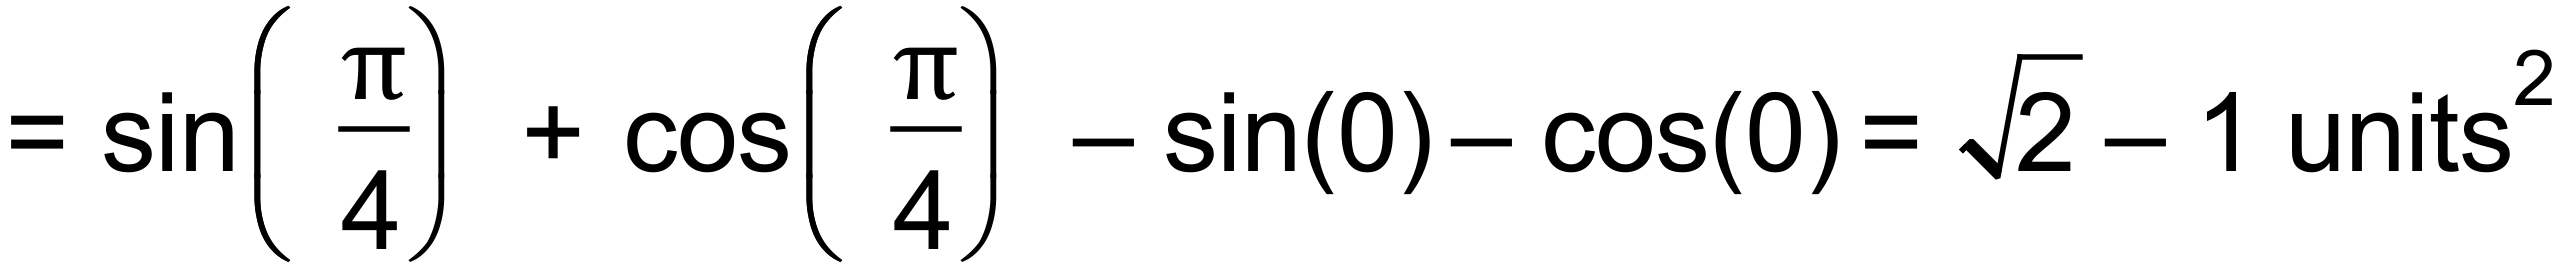 = sin(π/4) + cos(π/4) – sin(0) – cos(0) = √2 – 1 units²